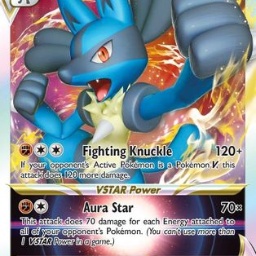 Fighting Knuckle 120+
If your opponent's Active Pokémon is a Pokémon V, this
attack does 120 more damage.
VSTAR Power
Aura Star 70×
This attack does 70 damage for each Energy attached to
all of your opponent's Pokémon. (You can't use more than
1 VSTAR Power in a game.)